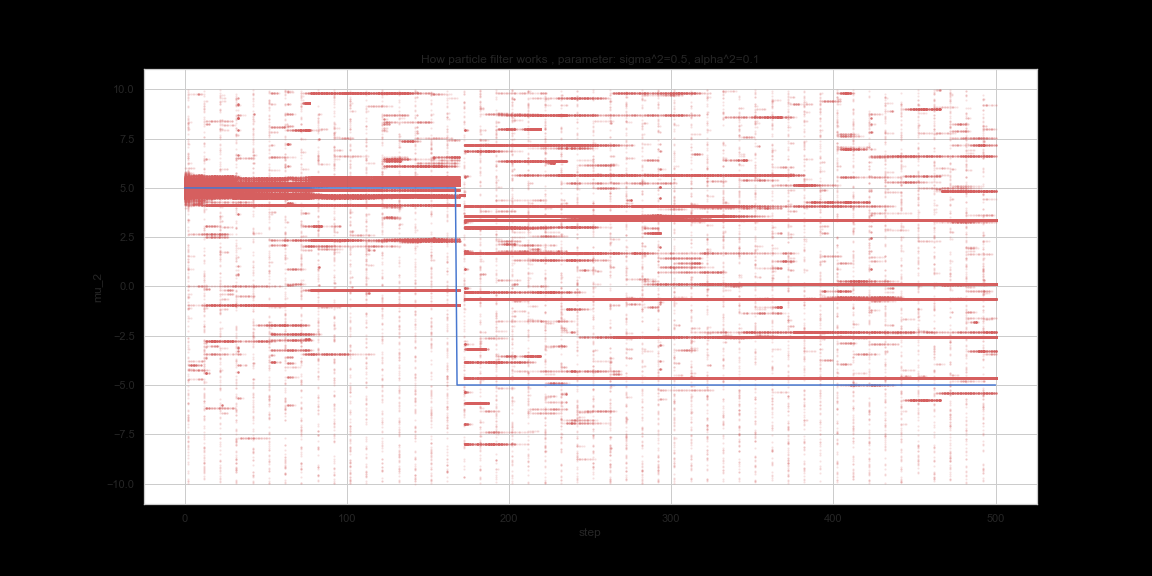 How particle filter works , parameter: sigma^2=0.5, alpha^2=0.1
10.0
7.5
5.0
2.5
0.0
−2.5
−5.0
−7.5
−10.0
mu_2
0 100 200 300 400 500
step